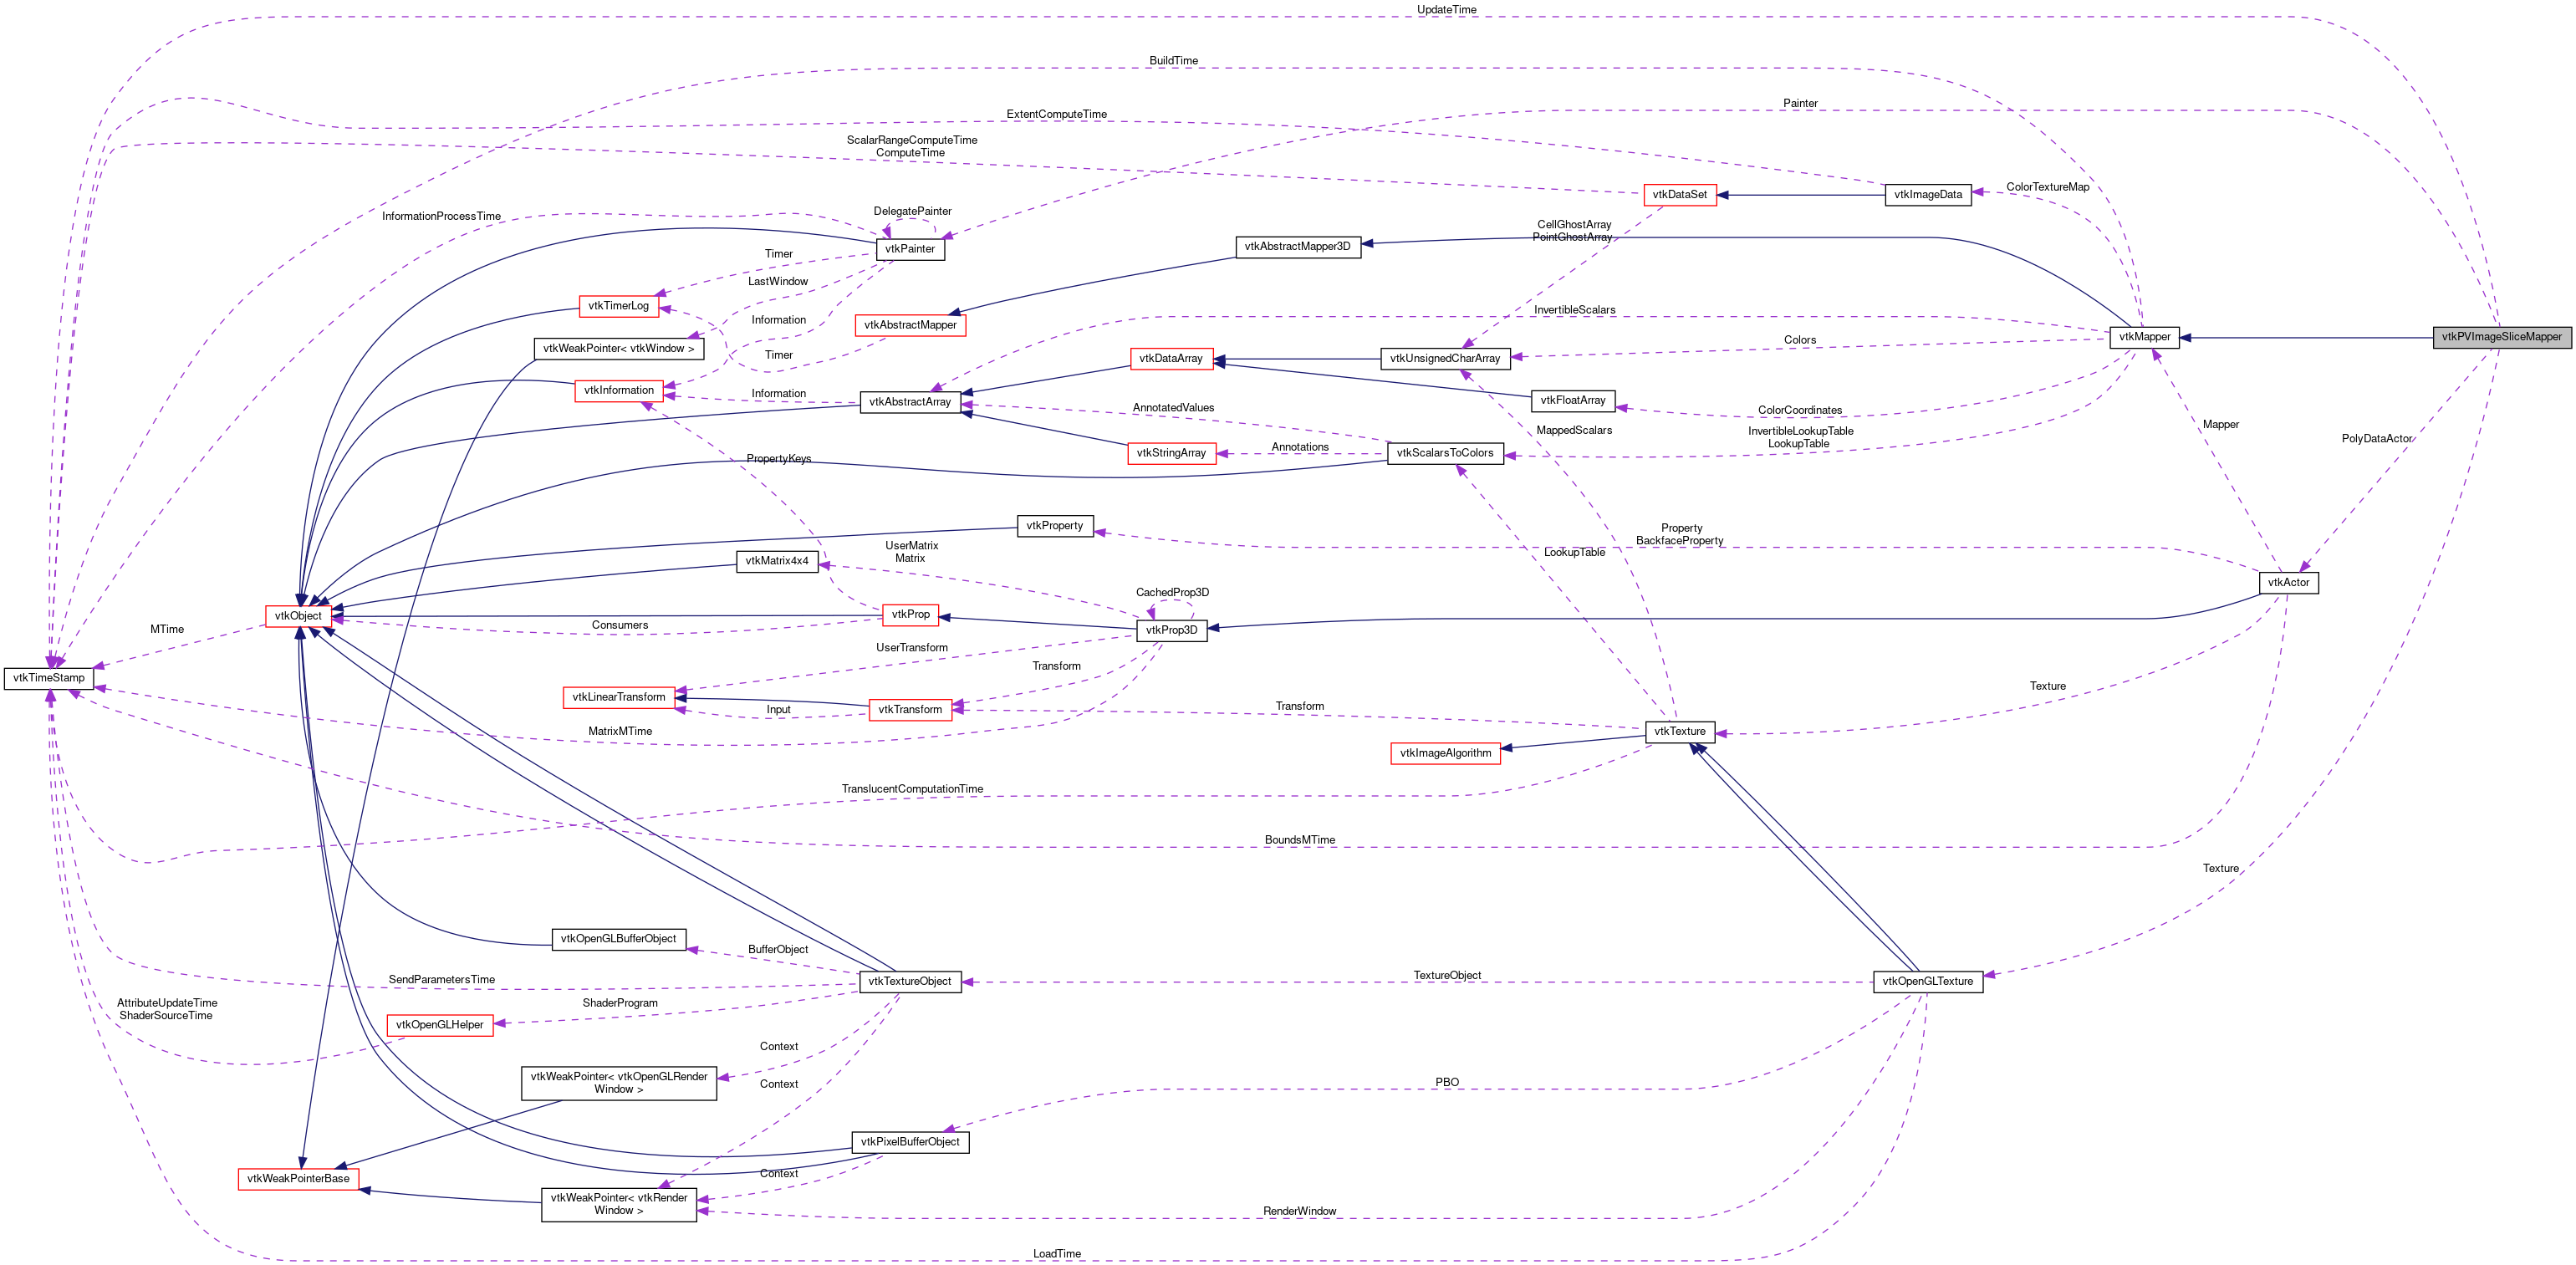 UpdateTime
BuildTime
Painter
ExtentComputeTime
ScalarRangeComputeTime
ComputeTime
ColorTextureMap
vtkDataSet
vtkImageData
InformationProcessTime
DelegatePainter
CellGhostArray
PointGhostArray
vtkAbstractMapper3D
vtkPainter
Timer
LastWindow
vtkTimerLog
InvertibleScalars
Information
vtkAbstractMapper
vtkMapper
vtkPVImageSliceMapper
Colors
vtkWeakPointer< vtkWindow >
Timer
vtkDataArray
vtkUnsignedCharArray
vtkInformation
Information
vtkAbstractArray
vtkFloatArray
AnnotatedValues
ColorCoordinates
Mapper
MappedScalars
InvertibleLookupTable
LookupTable
PolyDataActor
Annotations
vtkStringArray
vtkScalarsToColors
PropertyKeys
vtkProperty
Property
BackfaceProperty
UserMatrix
Matrix
LookupTable
vtkMatrix4x4
vtkActor
CachedProp3D
vtkObject
vtkProp
Consumers
MTime
vtkProp3D
UserTransform
Transform
vtkTimeStamp
Texture
vtkLinearTransform
Input
vtkTransform
Transform
MatrixMTime
vtkTexture
vtkImageAlgorithm
TranslucentComputationTime
BoundsMTime
Texture
vtkOpenGLBufferObject
BufferObject
SendParametersTime
vtkTextureObject
TextureObject
vtkOpenGLTexture
AttributeUpdateTime
ShaderSourceTime
ShaderProgram
vtkOpenGLHelper
Context
vtkWeakPointer< vtkOpenGLRender
Window >
Context
PBO
vtkPixelBufferObject
vtkWeakPointerBase
Context
vtkWeakPointer< vtkRender
Window >
RenderWindow
LoadTime